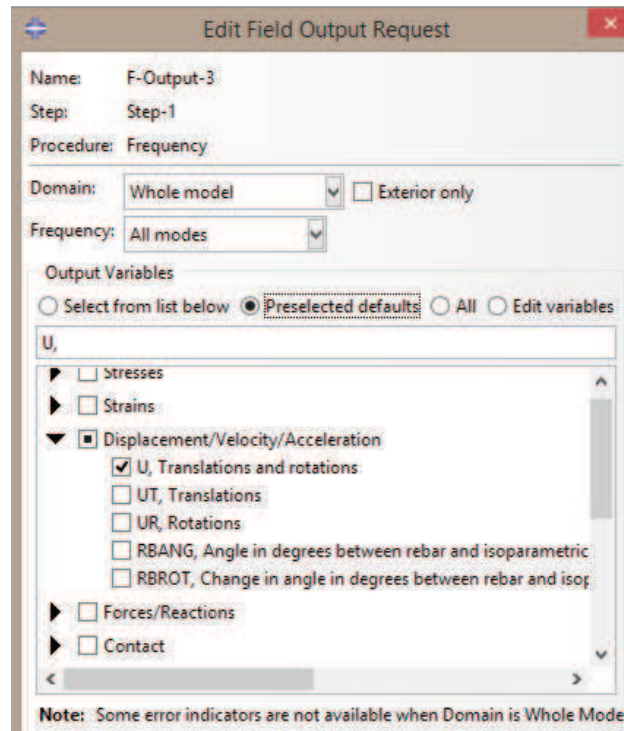 Edit Field Output Request
Name: F-Output-3
Step: Step-1
Procedure: Frequency
Domain: Whole model Exterior only
Frequency: All modes
Output Variables
Select from list below Preselected defaults All Edit variables
U,
Stresses
Strains
Displacement/Velocity/Acceleration
U, Translations and rotations
UT, Translations
UR, Rotations
RBANG, Angle in degrees between rebar and isoparametric
RBROT, Change in angle in degrees between rebar and isop
Forces/Reactions
Contact
Note: Some error indicators are not available when Domain is Whole Mode